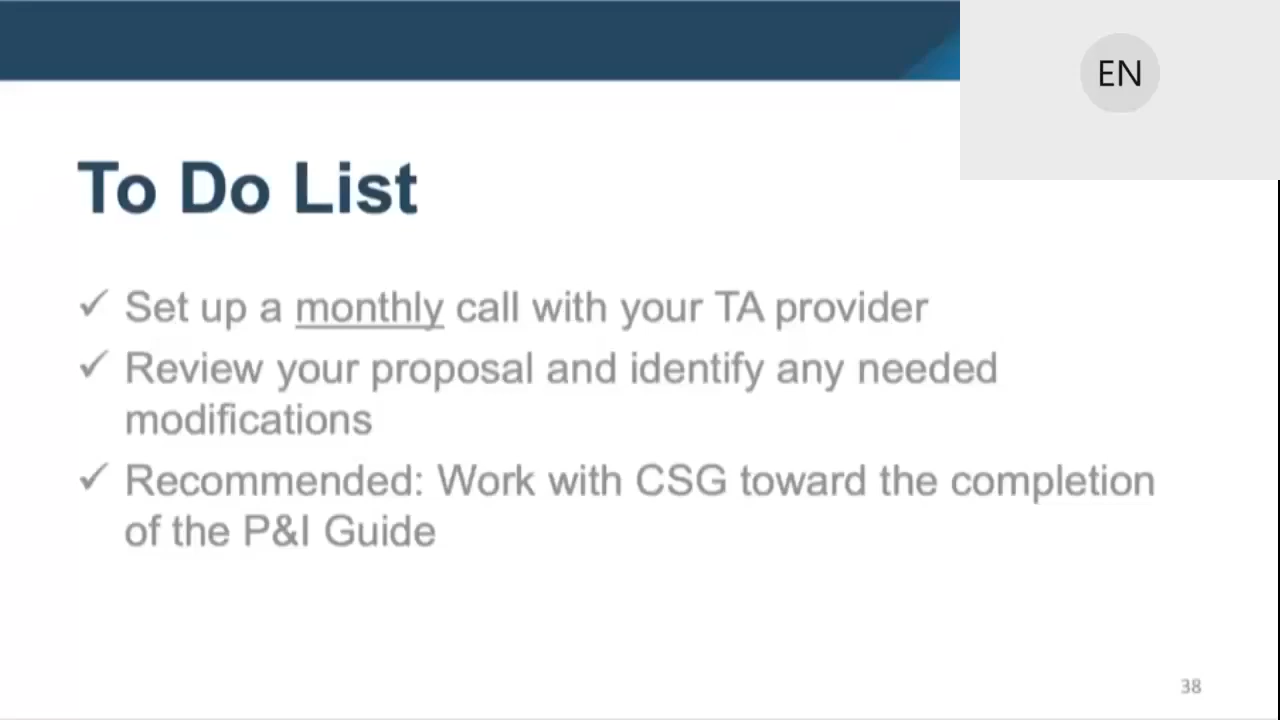 EN
To Do List
✓ Set up a monthly call with your TA provider
✓ Review your proposal and identify any needed
modifications
✓ Recommended: Work with CSG toward the completion
of the P&I Guide
38